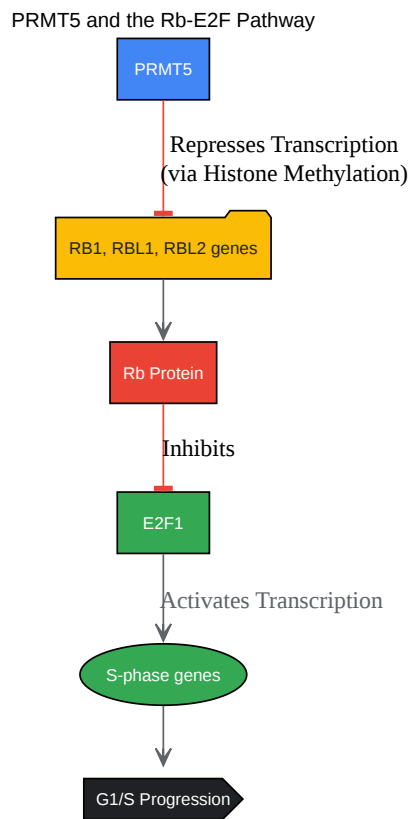 PRMT5 and the Rb-E2F Pathway
PRMT5
Represses Transcription
(via Histone Methylation)
RB1, RBL1, RBL2 genes
Rb Protein
Inhibits
E2F1
Activates Transcription
S-phase genes
G1/S Progression